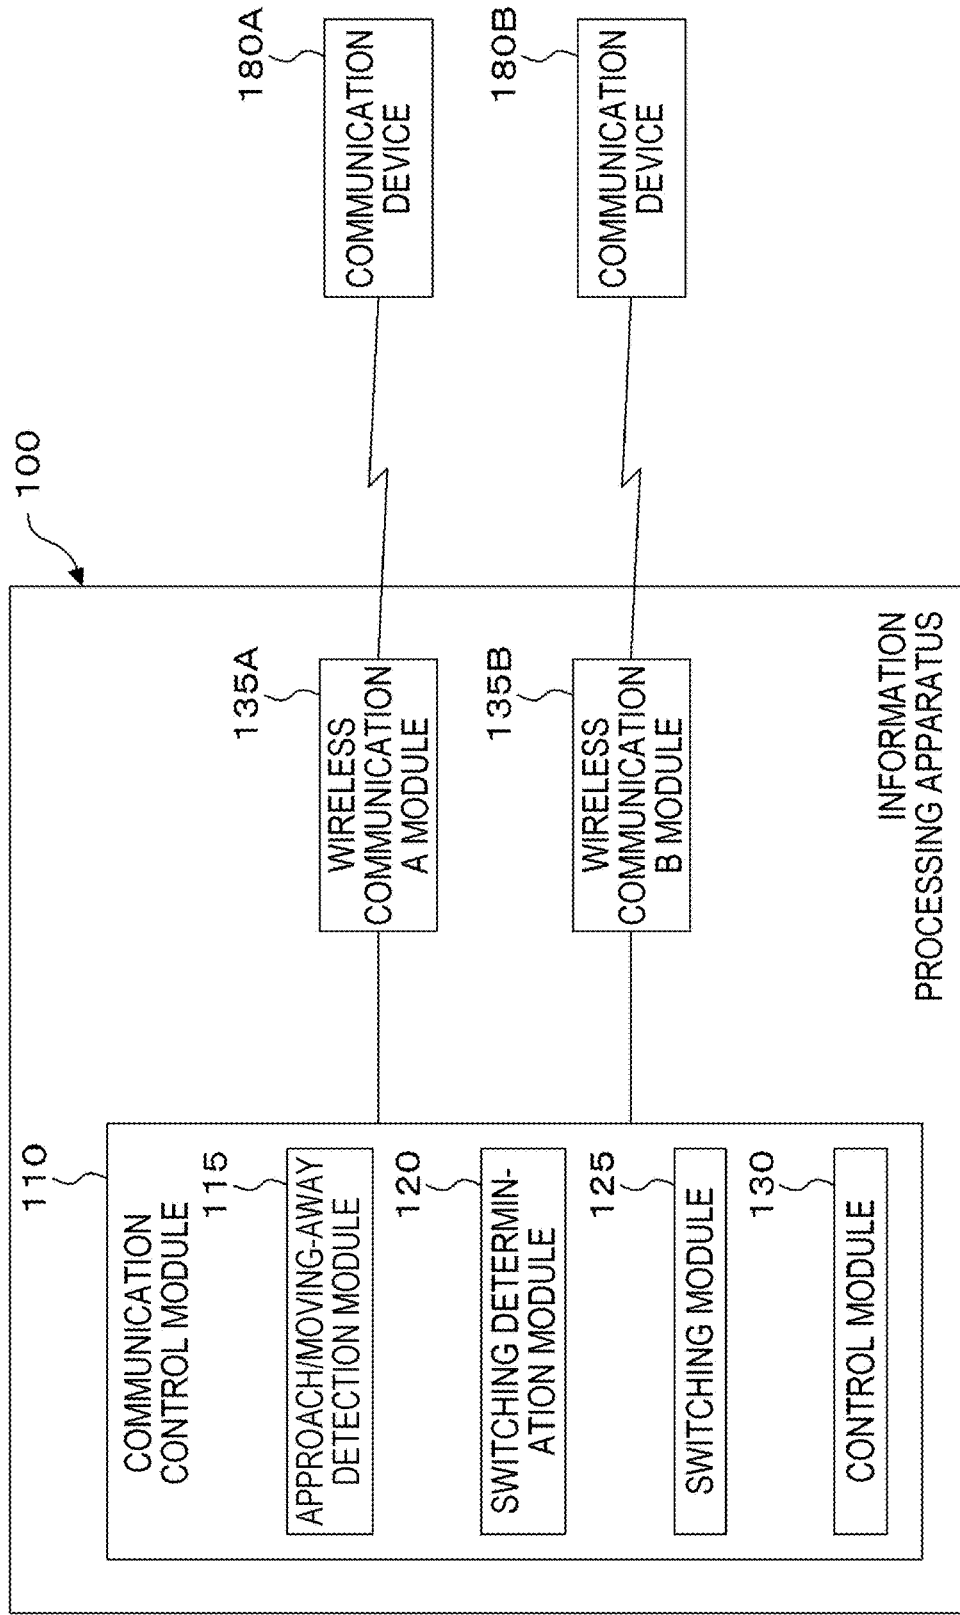 100
110
COMMUNICATION
CONTROL MODULE
115
APPROACH/MOVING-AWAY
DETECTION MODULE
120
SWITCHING DETERMIN-
ATION MODULE
125
SWITCHING MODULE
130
CONTROL MODULE
135A
WIRELESS
COMMUNICATION
A MODULE
135B
WIRELESS
COMMUNICATION
B MODULE
INFORMATION
PROCESSING APPARATUS
180A
COMMUNICATION
DEVICE
180B
COMMUNICATION
DEVICE